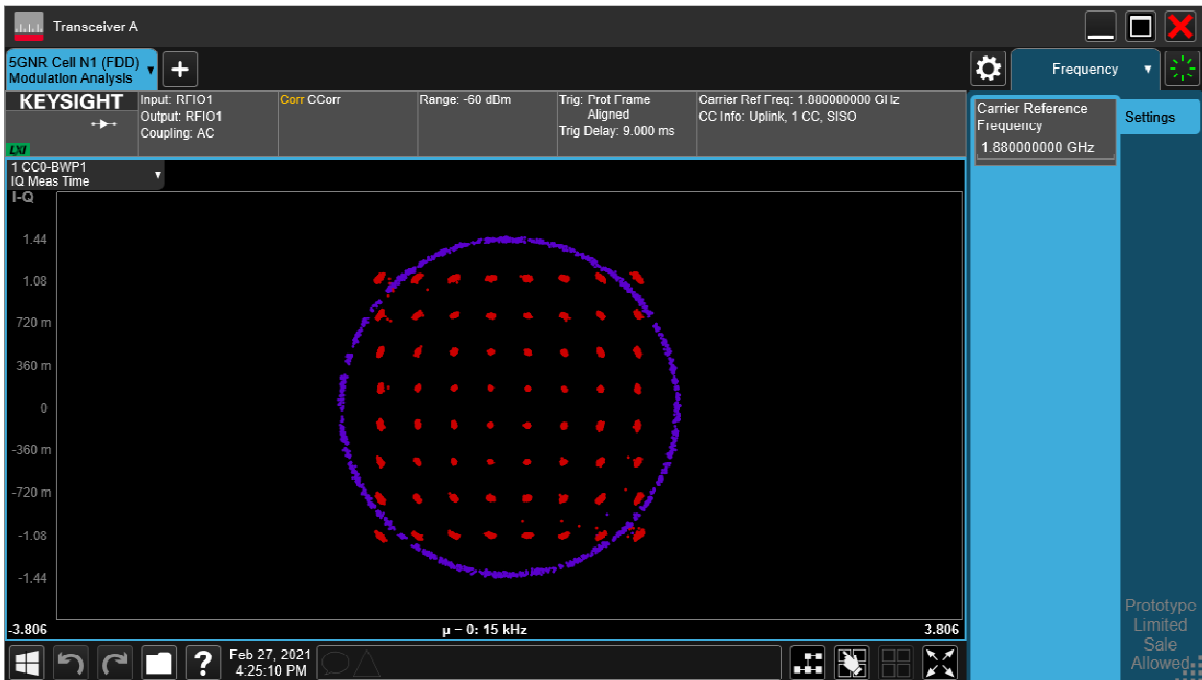 Transceiver A
5GNR Cell N1 (FDD)
Modulation Analysis
+
Frequency
KEYSIGHT
LXI
Input: RFIO1
Output: RFIO1
Coupling: AC
Corr CCorr
Range: -60 dBm
Trig: Prot Frame
Aligned
Trig Delay: 9.000 ms
Carrier Ref Freq: 1.880000000 GHz
CC Info: Uplink, 1 CC, SISO
Carrier Reference
Frequency
1.880000000 GHz
Settings
1 CC0-BWP1
IQ Meas Time
I-Q
1.44
1.08
720 m
360 m
0
-360 m
-720 m
-1.08
-1.44
-3.806
µ – 0: 15 kHz
3.806
?
Feb 27, 2021
4:25:10 PM
Prototype
Limited
Sale
Allowed